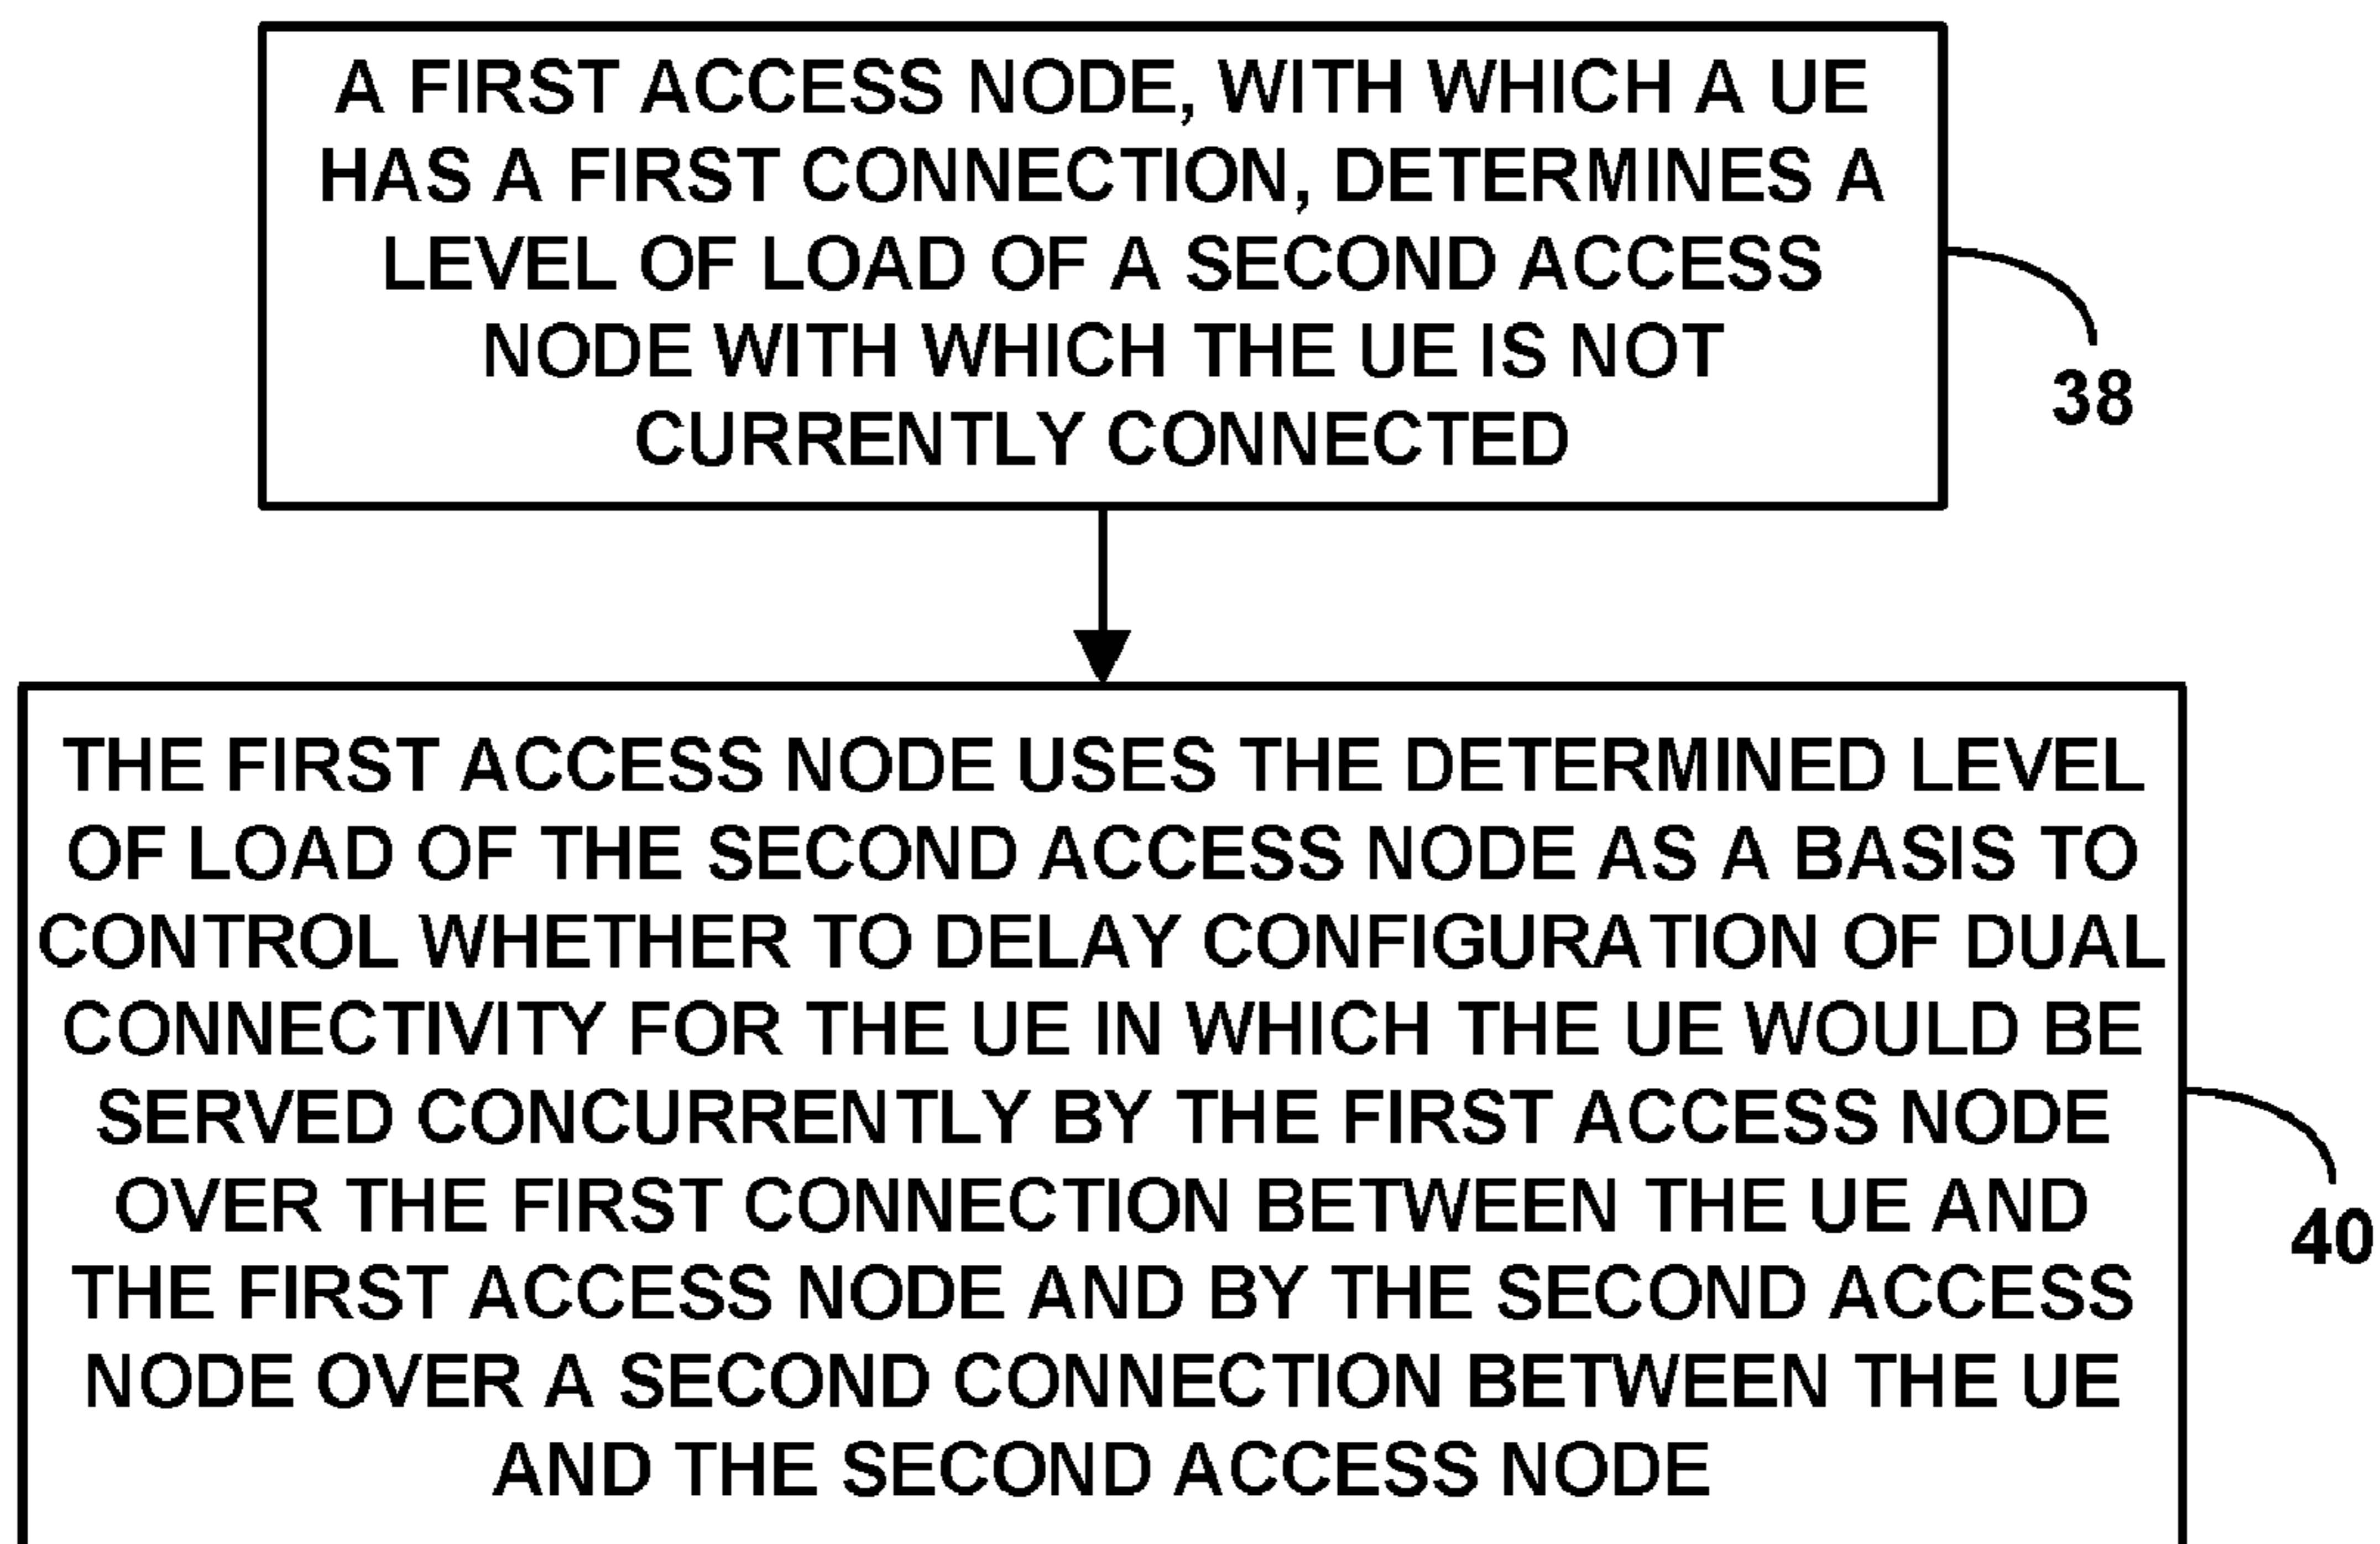 A FIRST ACCESS NODE, WITH WHICH A UE
HAS A FIRST CONNECTION, DETERMINES A
LEVEL OF LOAD OF A SECOND ACCESS
NODE WITH WHICH THE UE IS NOT
CURRENTLY CONNECTED
38
THE FIRST ACCESS NODE USES THE DETERMINED LEVEL
OF LOAD OF THE SECOND ACCESS NODE AS A BASIS TO
CONTROL WHETHER TO DELAY CONFIGURATION OF DUAL
CONNECTIVITY FOR THE UE IN WHICH THE UE WOULD BE
SERVED CONCURRENTLY BY THE FIRST ACCESS NODE
OVER THE FIRST CONNECTION BETWEEN THE UE AND
THE FIRST ACCESS NODE AND BY THE SECOND ACCESS
NODE OVER A SECOND CONNECTION BETWEEN THE UE
AND THE SECOND ACCESS NODE
40